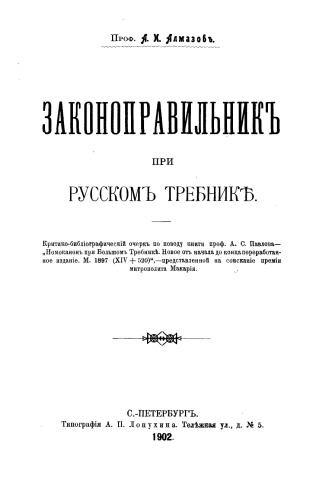 Проф. А. И. Алмазовъ.
ЗАКОНОПРАВИЛЬНИКЪ
ПРИ
РУССКОМЪ ТРЕБНИКѢ.
Критико-библіографическій очеркъ по поводу книги проф. А. С. Павлова—
„Номоканонъ при Большомъ Требникѣ. Новое отъ начала до конца переработан-
ное изданіе. М. 1897 (XIV + 520)“,—представленной на соисканіе преміи
митрополита Макарія.
С.-ПЕТЕРБУРГЪ.
Типографія А. П. Лопухина. Телѣжная ул., д. № 5.
1902.